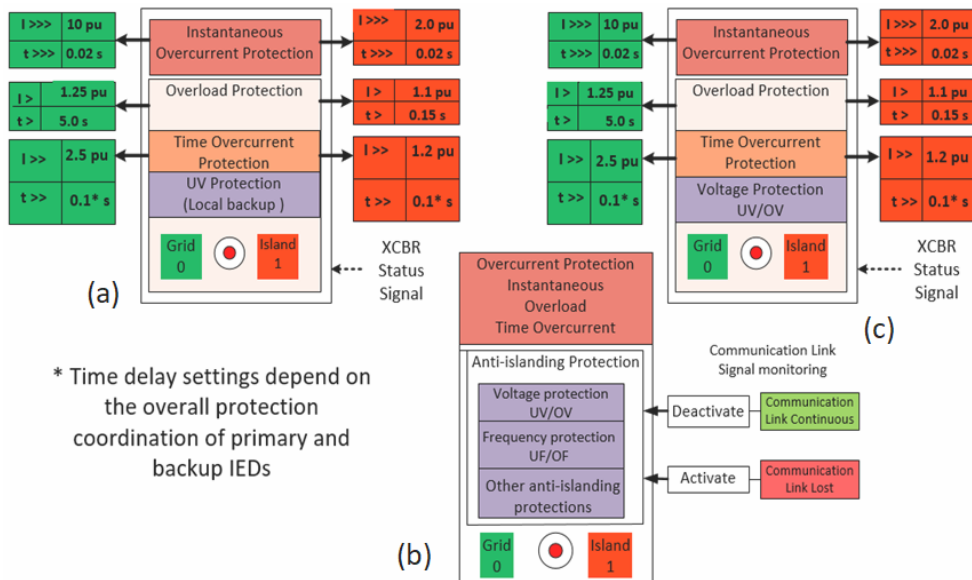 I >>> 10 pu
t >>> 0.02 s
I > 1.25 pu
t > 5.0 s
I >> 2.5 pu
t >> 0.1* s
Instantaneous
Overcurrent Protection
Overload Protection
Time Overcurrent
Protection
UV Protection
(Local backup )
Grid
0
Island
1
I >>> 2.0 pu
t >>> 0.02 s
I > 1.1 pu
t > 0.15 s
I >> 1.2 pu
t >> 0.1* s
XCBR
Status
Signal
(a)
I >>> 10 pu
t >>> 0.02 s
I > 1.25 pu
t > 5.0 s
I >> 2.5 pu
t >> 0.1* s
Instantaneous
Overcurrent Protection
Overload Protection
Time Overcurrent
Protection
Voltage Protection
UV/OV
Grid
0
Island
1
I >>> 2.0 pu
t >>> 0.02 s
I > 1.1 pu
t > 0.15 s
I >> 1.2 pu
t >> 0.1* s
XCBR
Status
Signal
(c)
* Time delay settings depend on
the overall protection
coordination of primary and
backup IEDs
Overcurrent Protection
Instantaneous
Overload
Time Overcurrent
Anti-islanding Protection
Voltage protection
UV/OV
Frequency protection
UF/OF
Other anti-islanding
protections
Grid
0
Island
1
(b)
Communication Link
Signal monitoring
Deactivate
Communication
Link Continuous
Activate
Communication
Link Lost